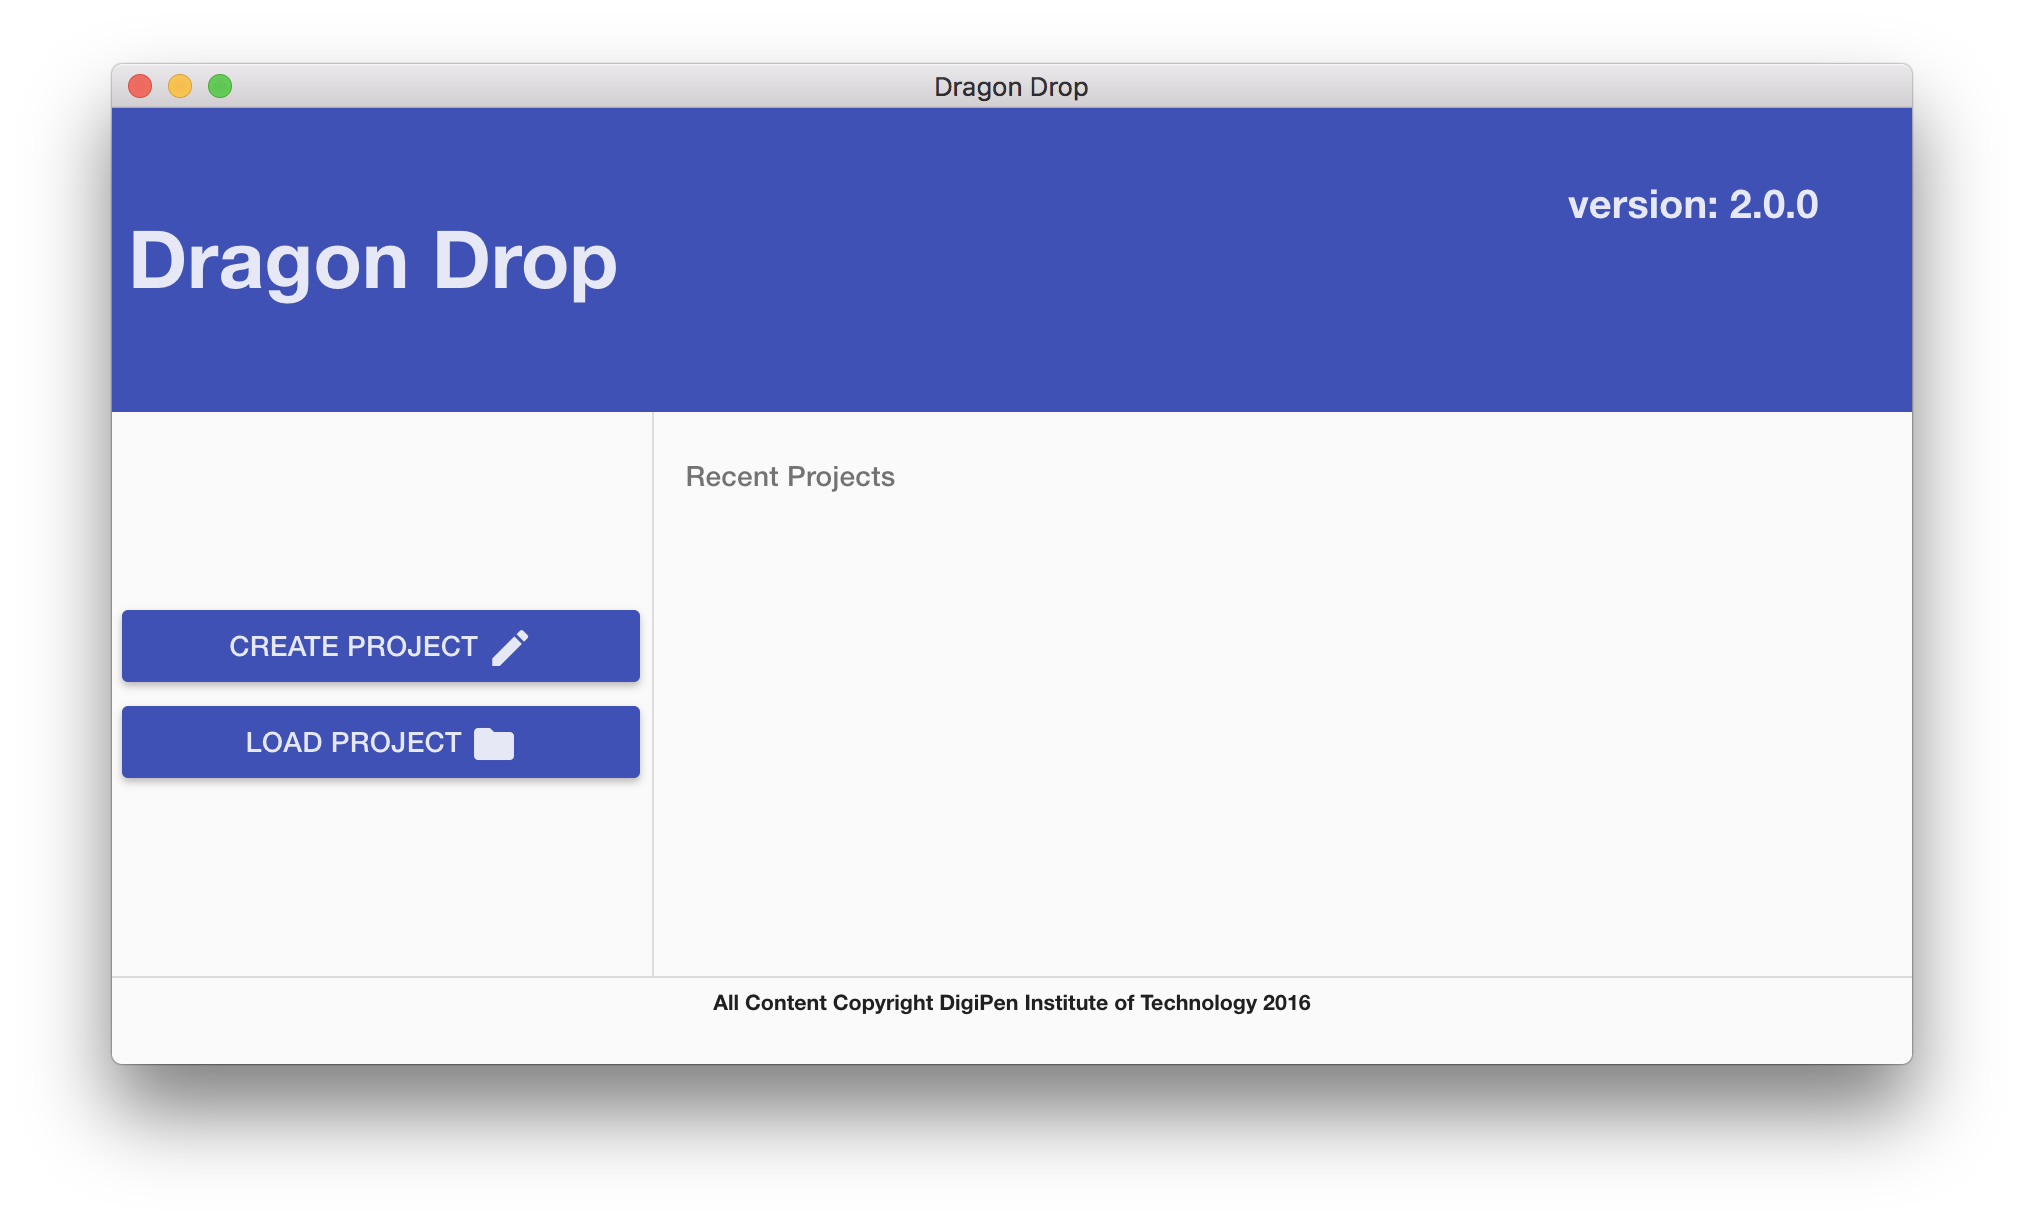 Dragon Drop
version: 2.0.0
Dragon Drop
Recent Projects
CREATE PROJECT
LOAD PROJECT
All Content Copyright DigiPen Institute of Technology 2016